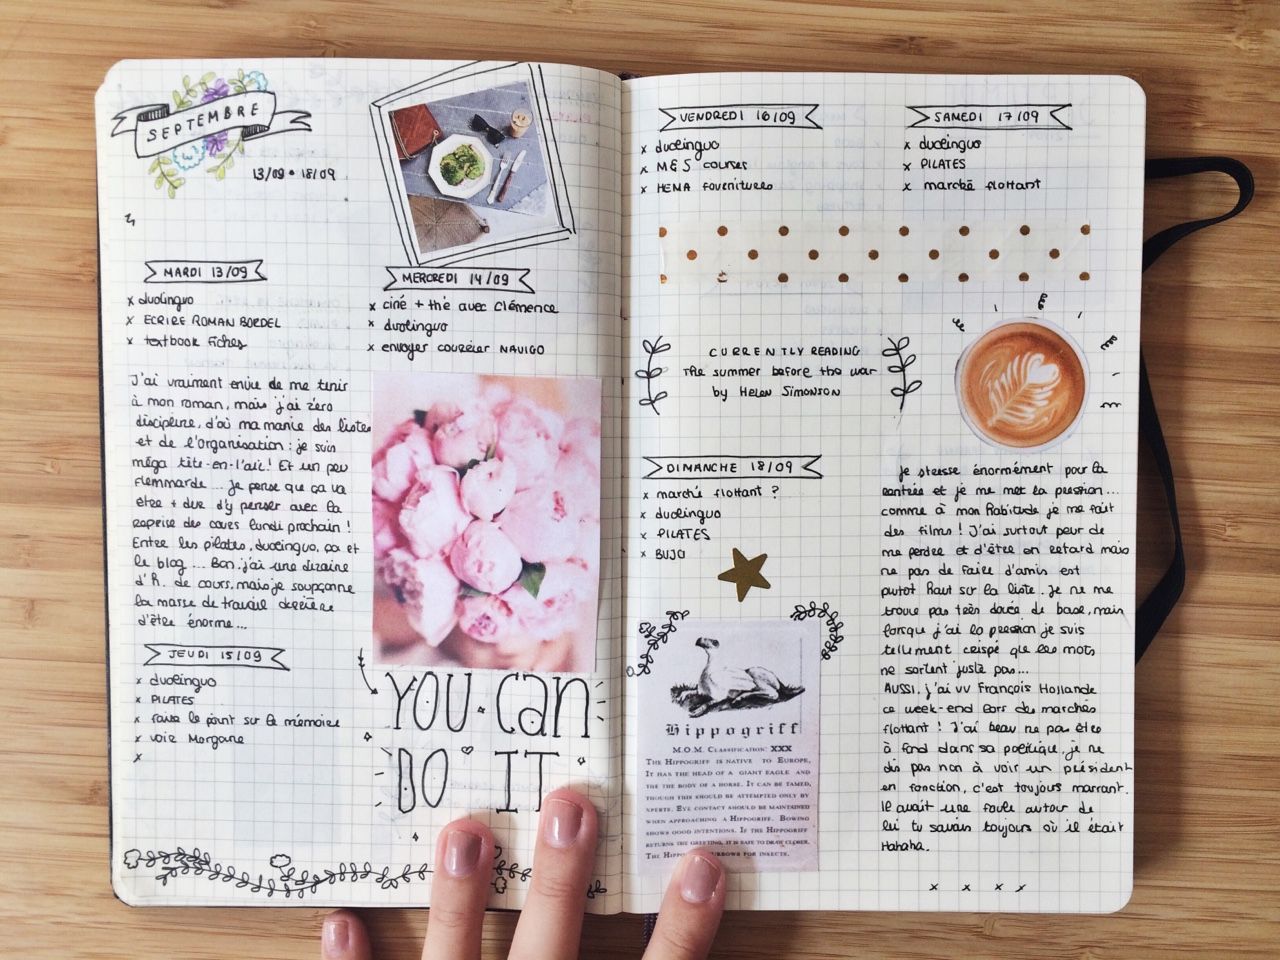 SEPTEMBRE
13/09 • 18/09
MARDI 13/09
x duolinguo
x ECRIRE ROMAN BORDEL
x textbook fiches
J'ai vraiment envie de me tenir
à mon roman, mais j'ai zéro
discipline, d'où ma manie des listes
et de l'organisation : je suis
méga tête-en-l'air! Et un peu
flemmarde... Je pense que ça va
être + dur d'y penser avec la
reprise des cours lundi prochain !
Entre les pilates, duolinguo, ça et
le blog ... Bon, j'ai une dizaine
d'h. de cours, mais je soupçonne
la masse de travail derrière
d'être énorme...
JEUDI 15/09
x duolinguo
x PILATES
x faire le point sur le mémoire
x voir Morgane
x
MERCREDI 14/09
x ciné + thé avec Clémence
x duolinguo
x envoyer courrier NAVIGO
YOU Can
DO IT
VENDREDI 16/09
x duolinguo
x M&S courses
x HEMA fournitures
SAMEDI 17/09
x duolinguo
x PILATES
x marché flottant
CURRENTLY READING
The summer before the war
by Helen Simonson
DIMANCHE 18/09
x marché flottant ?
x duolinguo
x PILATES
x BUJO
Hippogriff
M.O.M. Classification: XXX
The Hippogriff is native to Europe,
It has the head of a giant eagle and
the the body of a horse. It can be tamed,
though this should be attempted only by
xperts. Eye contact should be maintained
when approaching a Hippogriff. Bowing
shows good intentions. If the Hippogriff
returns the greeting, it is safe to draw closer.
The Hippog urrows for insects.
Je stresse énormément pour la
rentrée et je me met la pression...
comme à mon habitude je me fait
des films ! J'ai surtout peur de
me perdre et d'être en retard mais
ne pas de faire d'amis est
putot haut sur la liste. Je ne me
trouve pas très douée de base, mais
lorsque j'ai la pression je suis
tellement crispé que les mots
ne sortent juste pas...
AUSSI, j'ai vu François Hollande
ce week-end lors des marchés
flottant ! J'ai beau ne pas être
à fond dans sa politique, je ne
dis pas non à voir un président
en fonction, c'est toujours marrant.
Il avait une foule autour de
lui tu savais toujours où il était
Hahaha.
x x x x